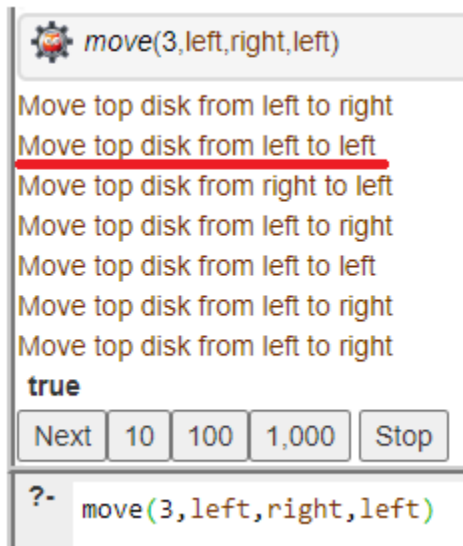 move(3,left,right,left)
Move top disk from left to right
Move top disk from left to left
Move top disk from right to left
Move top disk from left to right
Move top disk from left to left
Move top disk from left to right
Move top disk from left to right
true
Next 10 100 1,000 Stop
?- move(3,left,right,left)